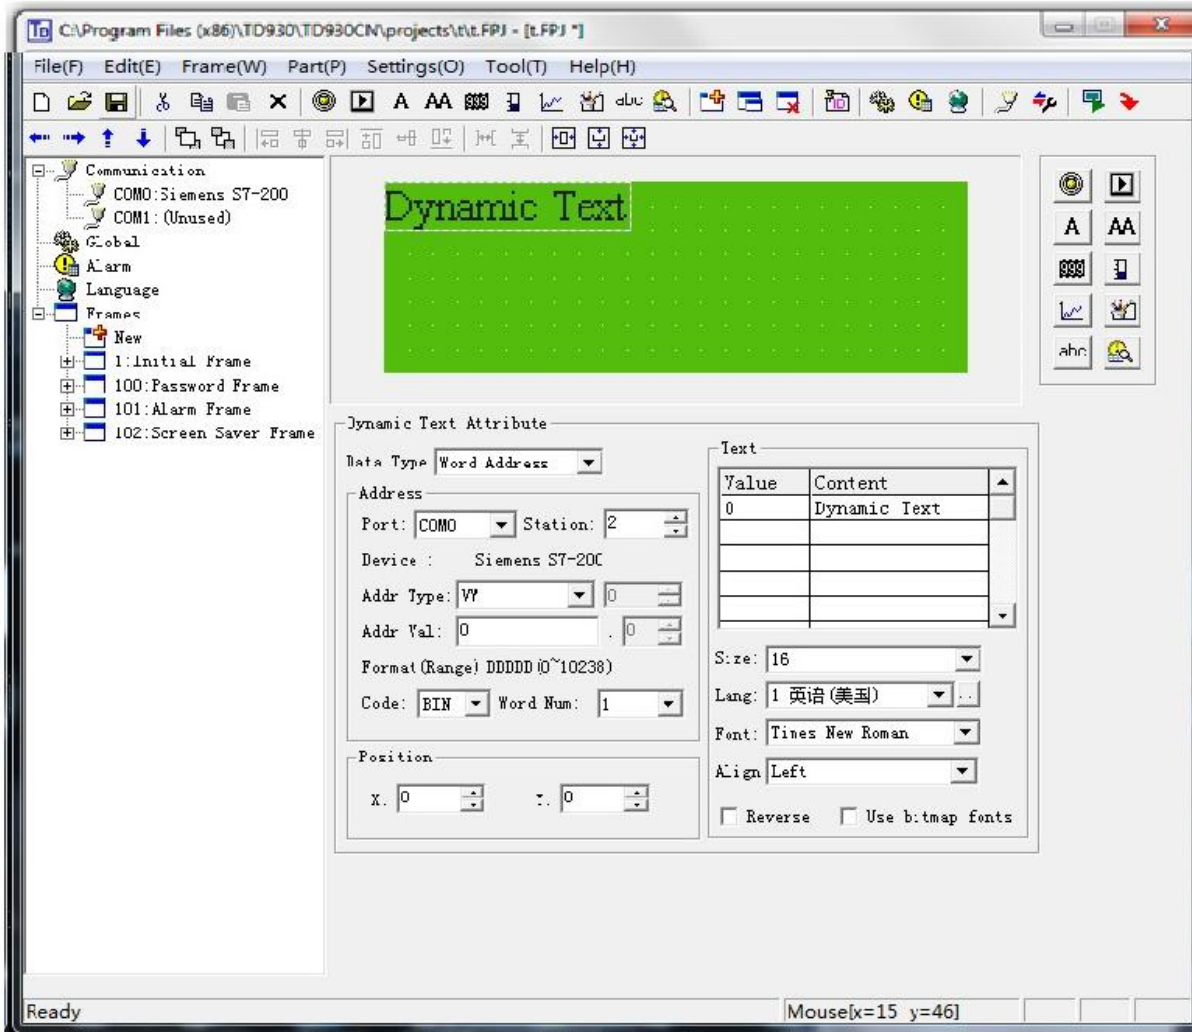 C:\Program Files (x86)\TD930\TD930CN\projects\t\t.FPJ - [t.FPJ *]
File(F) Edit(E) Frame(W) Part(P) Settings(O) Tool(T) Help(H)
A AA abc
Communication
COM0:Siemens S7-200
COM1:(Unused)
Global
Alarm
Language
Frames
New
1:Initial Frame
100:Password Frame
101:Alarm Frame
102:Screen Saver Frame
Dynamic Text
A AA
abc
Dynamic Text Attribute
Data Type Word Address
Address
Port: COM0 Station: 2
Device : Siemens S7-200
Addr Type: VW 0
Addr Val: 0 . 0
Format(Range) DDDDD(0~10238)
Code: BIN Word Num: 1
Position
X. 0 Y. 0
Text
Value Content
0 Dynamic Text
Size: 16
Lang: 1 英语(美国) ..
Font: Times New Roman
Align Left
Reverse Use bitmap fonts
Ready Mouse[x=15 y=46]